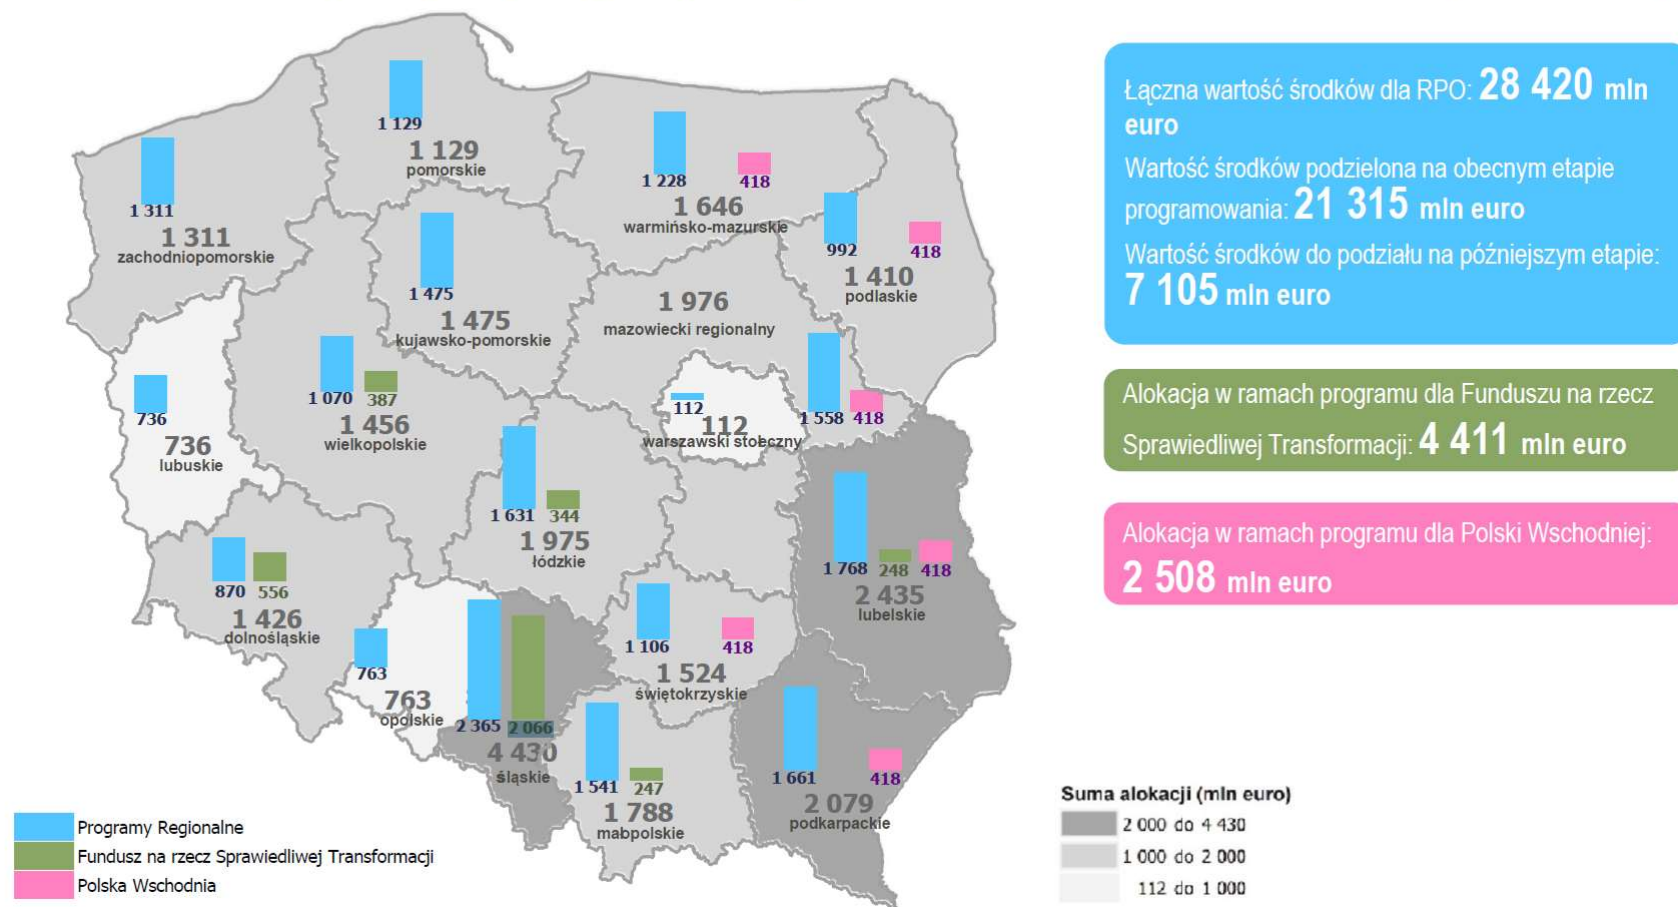 1 129
1 129
pomorskie
1 311
1 311
zachodniopomorskie
1 228
418
1 646
warmińsko-mazurskie
992
418
1 410
podlaskie
1 475
1 475
kujawsko-pomorskie
1 976
mazowiecki regionalny
1 558
418
112
112
warszawski stołeczny
736
736
lubuskie
1 070
387
1 456
wielkopolskie
1 631
344
1 975
łódzkie
1 768
248
418
2 435
lubelskie
870
556
1 426
dolnośląskie
763
763
opolskie
2 365
2 066
4 430
śląskie
1 106
418
1 524
świętokrzyskie
1 541
247
1 788
mabpolskie
1 661
418
2 079
podkarpackie
Programy Regionalne
Fundusz na rzecz Sprawiedliwej Transformacji
Polska Wschodnia
Łączna wartość środków dla RPO: 28 420 mln
euro
Wartość środków podzielona na obecnym etapie
programowania: 21 315 mln euro
Wartość środków do podziału na późniejszym etapie:
7 105 mln euro
Alokacja w ramach programu dla Funduszu na rzecz
Sprawiedliwej Transformacji: 4 411 mln euro
Alokacja w ramach programu dla Polski Wschodniej:
2 508 mln euro
Suma alokacji (mln euro)
2 000 do 4 430
1 000 do 2 000
112 do 1 000